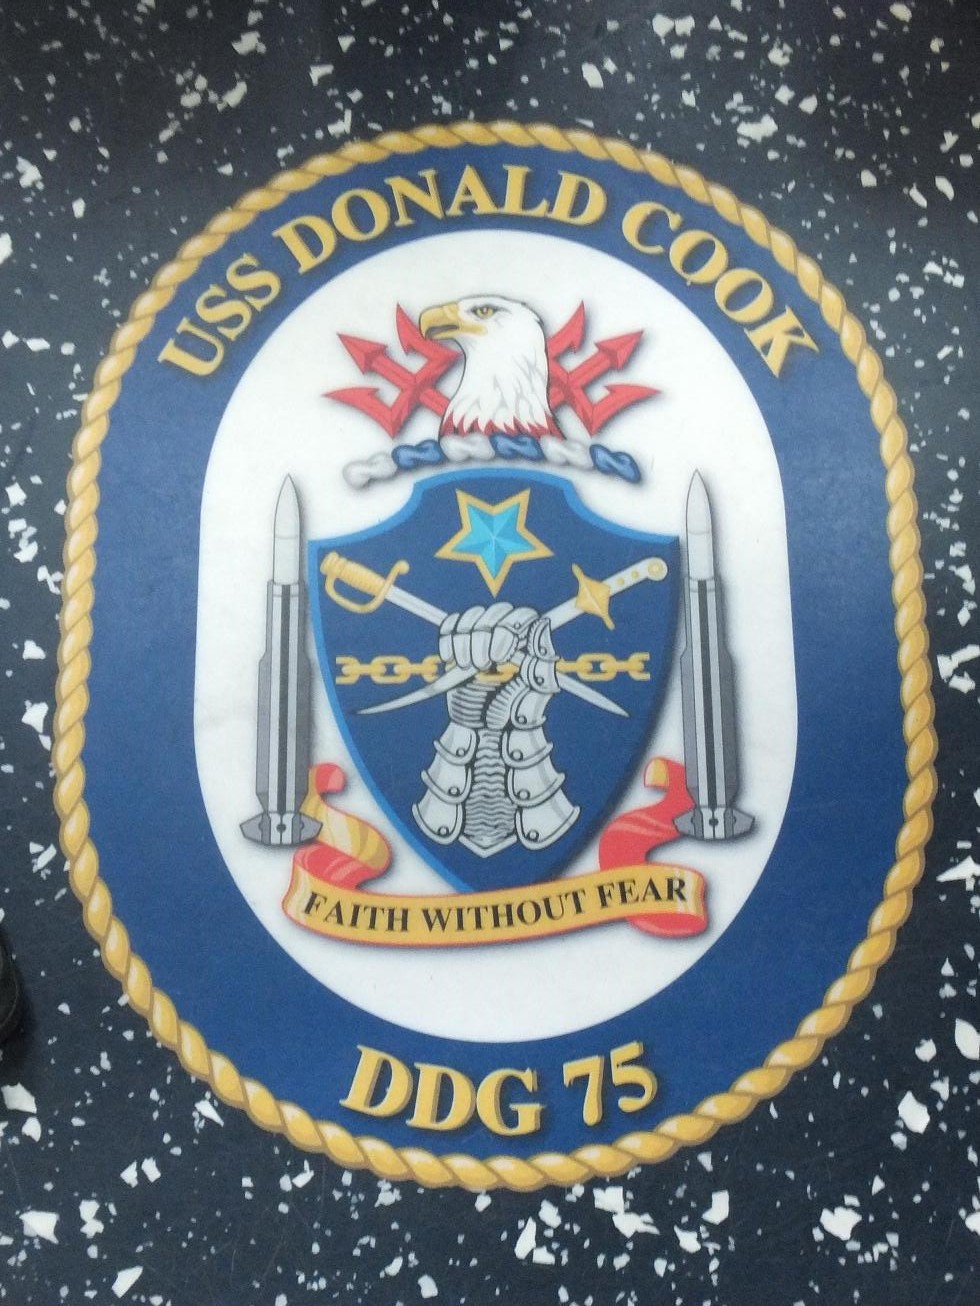 USS DONALD COOK
FAITH WITHOUT FEAR
DDG 75